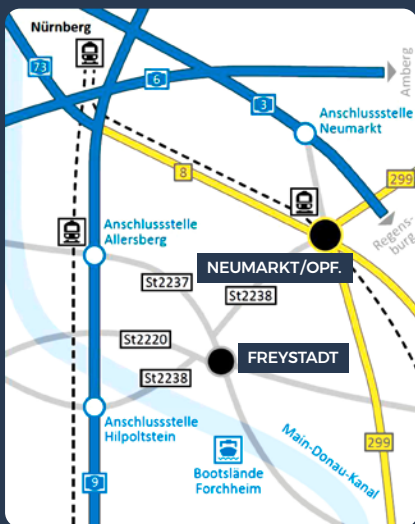 Nürnberg
73
6
3
Amberg
Anschlussstelle
Neumarkt
8
299
Regens-
burg
Anschlussstelle
Allersberg
NEUMARKT/OPF.
St2237
St2238
St2220
FREYSTADT
St2238
Anschlussstelle
Hilpoltstein
299
Main-Donau-Kanal
9
Bootslände
Forchheim